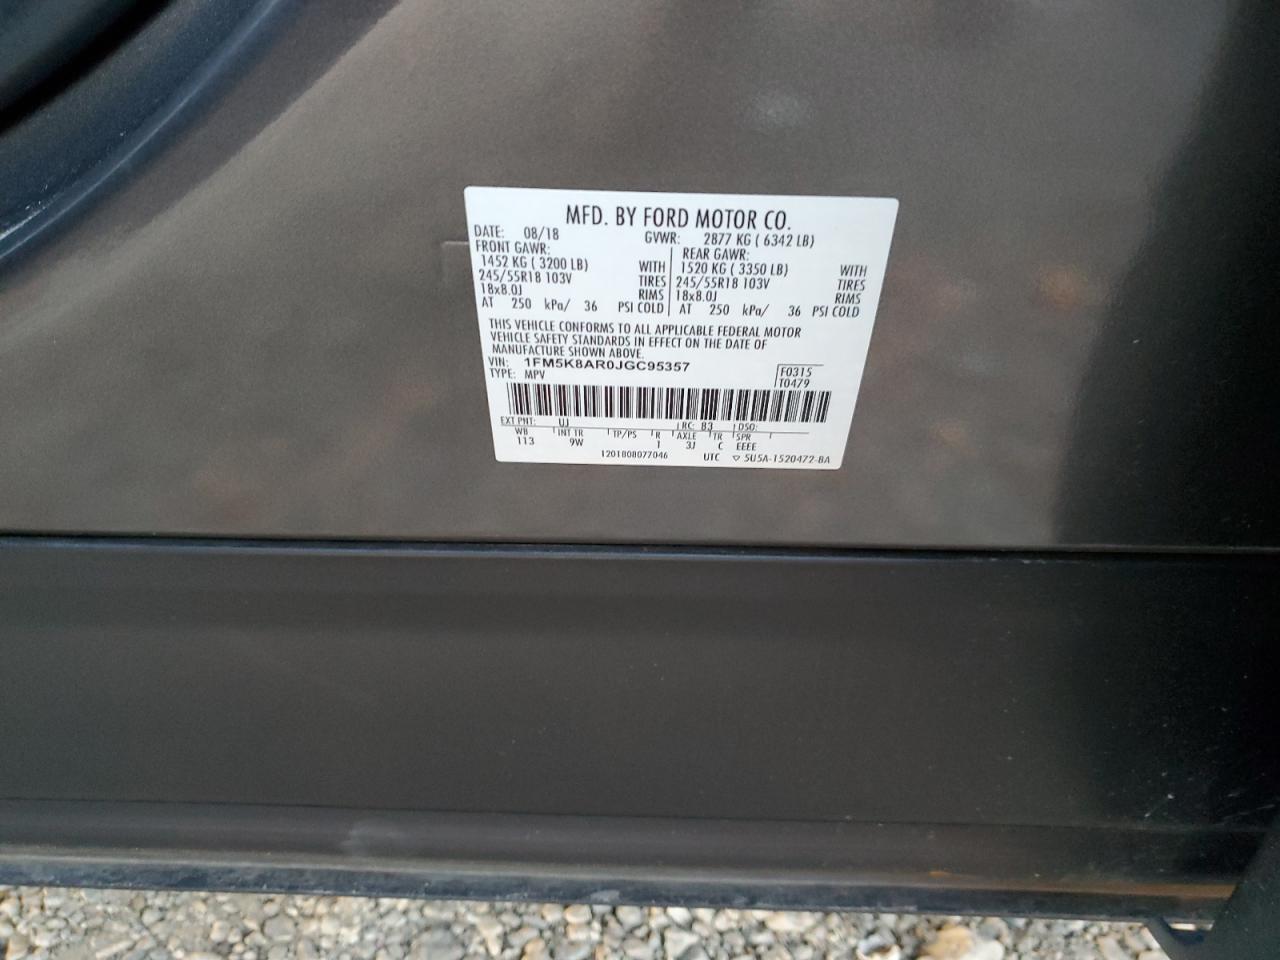 MFD. BY FORD MOTOR CO.
DATE: 08/18 GVWR: 2877 KG ( 6342 LB)
FRONT GAWR: REAR GAWR:
1452 KG ( 3200 LB) WITH 1520 KG ( 3350 LB) WITH
245/55R18 103V TIRES 245/55R18 103V TIRES
18x8.0J RIMS 18x8.0J RIMS
AT 250 kPa/ 36 PSI COLD AT 250 kPa/ 36 PSI COLD
THIS VEHICLE CONFORMS TO ALL APPLICABLE FEDERAL MOTOR
VEHICLE SAFETY STANDARDS IN EFFECT ON THE DATE OF
MANUFACTURE SHOWN ABOVE.
VIN: 1FM5K8AR0JGC95357 F0315
TYPE: MPV T0479
EXT PNT: UJ RC: B3 DSO:
WB INT TR TP/PS R AXLE TR SPR
113 9W 1 3J C EEEE
1201808077046 UTC ▽ 5U5A-1520472-BA